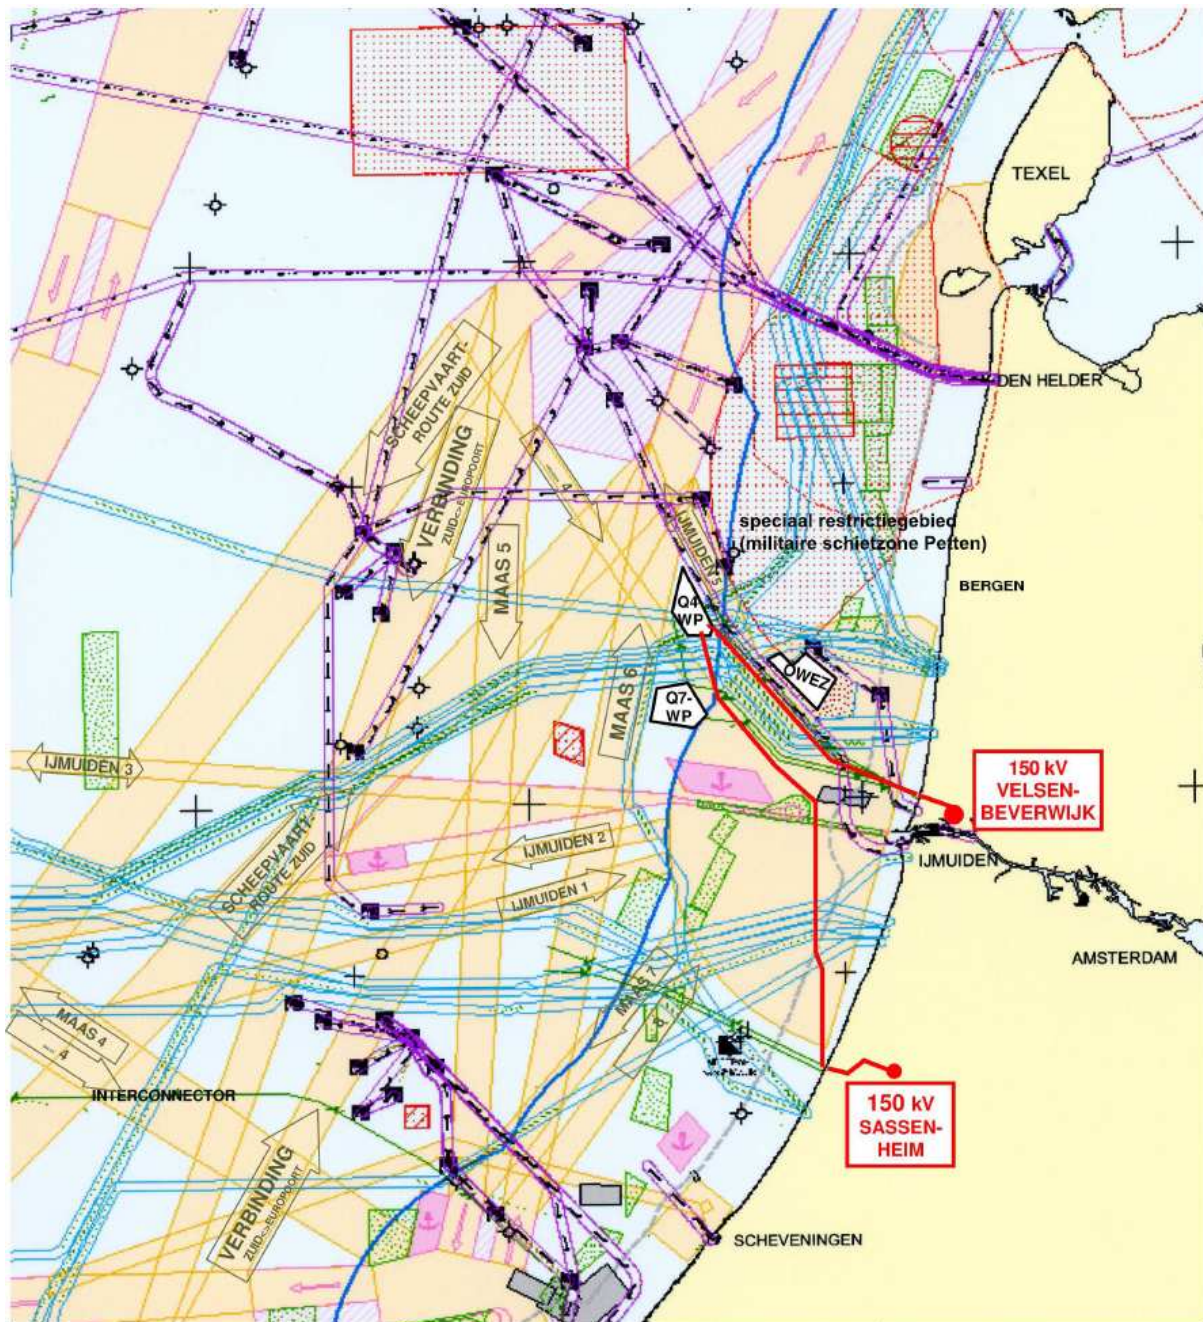 TEXEL
DEN HELDER
SCHEEPVAART-
ROUTE ZUID
VERBINDING
ZUID<=>EUROPOORT
4
MAAS 5
IJMUIDEN 5
speciaal restrictiegebied
(militaire schietzone Petten)
BERGEN
Q4
WP
MAAS 6
OWEZ
Q7-
WP
IJMUIDEN 3
150 kV
VELSEN-
BEVERWIJK
SCHEEPVAART-
ROUTE ZUID
IJMUIDEN 2
IJMUIDEN
IJMUIDEN 1
AMSTERDAM
MAAS 7
8
MAAS 4
4
INTERCONNECTOR
150 kV
SASSEN-
HEIM
VERBINDING
ZUID<=>EUROPOORT
SCHEVENINGEN